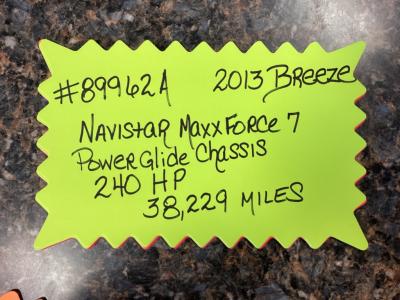 #89962A 2013 Breeze
Navistar MaxxForce 7
PowerGlide Chassis
240 HP
38,229 miles